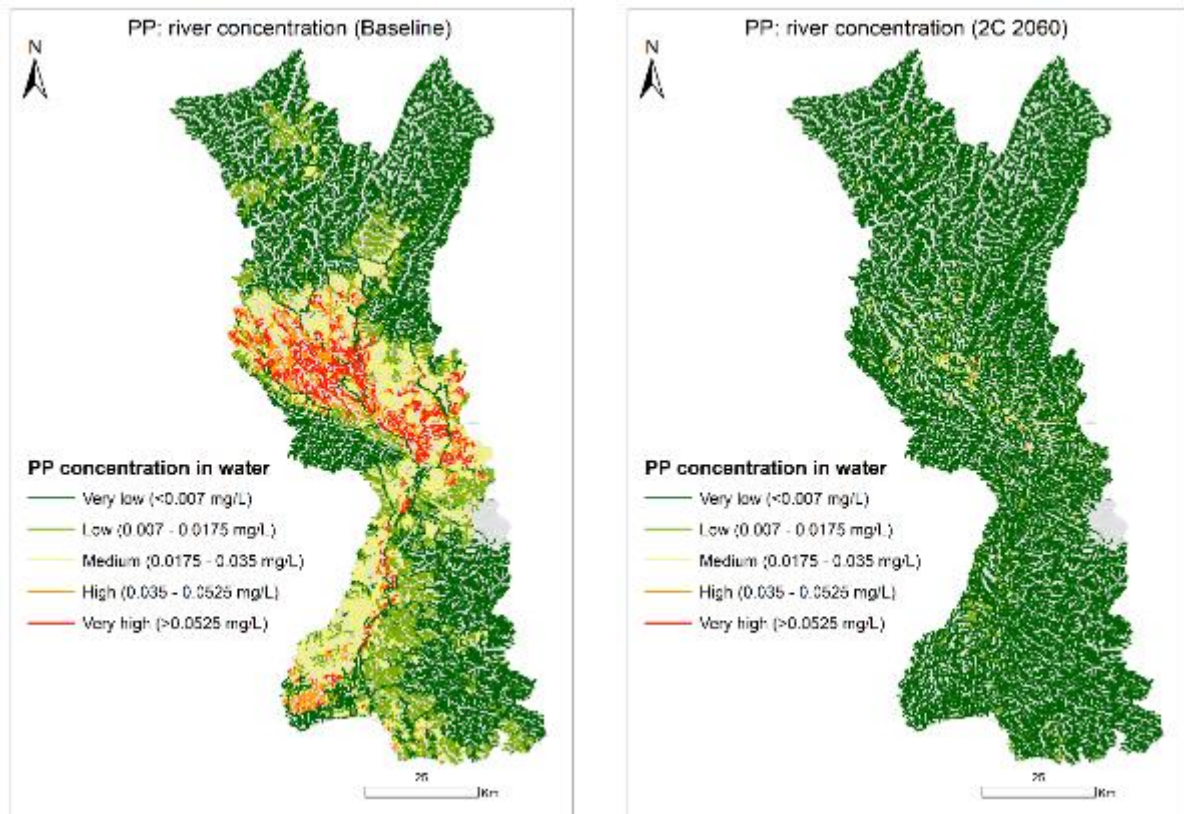 PP: river concentration (Baseline)
N
PP concentration in water
Very low (<0.007 mg/L)
Low (0.007 - 0.0175 mg/L)
Medium (0.0175 - 0.035 mg/L)
High (0.035 - 0.0525 mg/L)
Very high (>0.0525 mg/L)
25
Km
PP: river concentration (2C 2060)
N
PP concentration in water
Very low (<0.007 mg/L)
Low (0.007 - 0.0175 mg/L)
Medium (0.0175 - 0.035 mg/L)
High (0.035 - 0.0525 mg/L)
Very high (>0.0525 mg/L)
25
Km